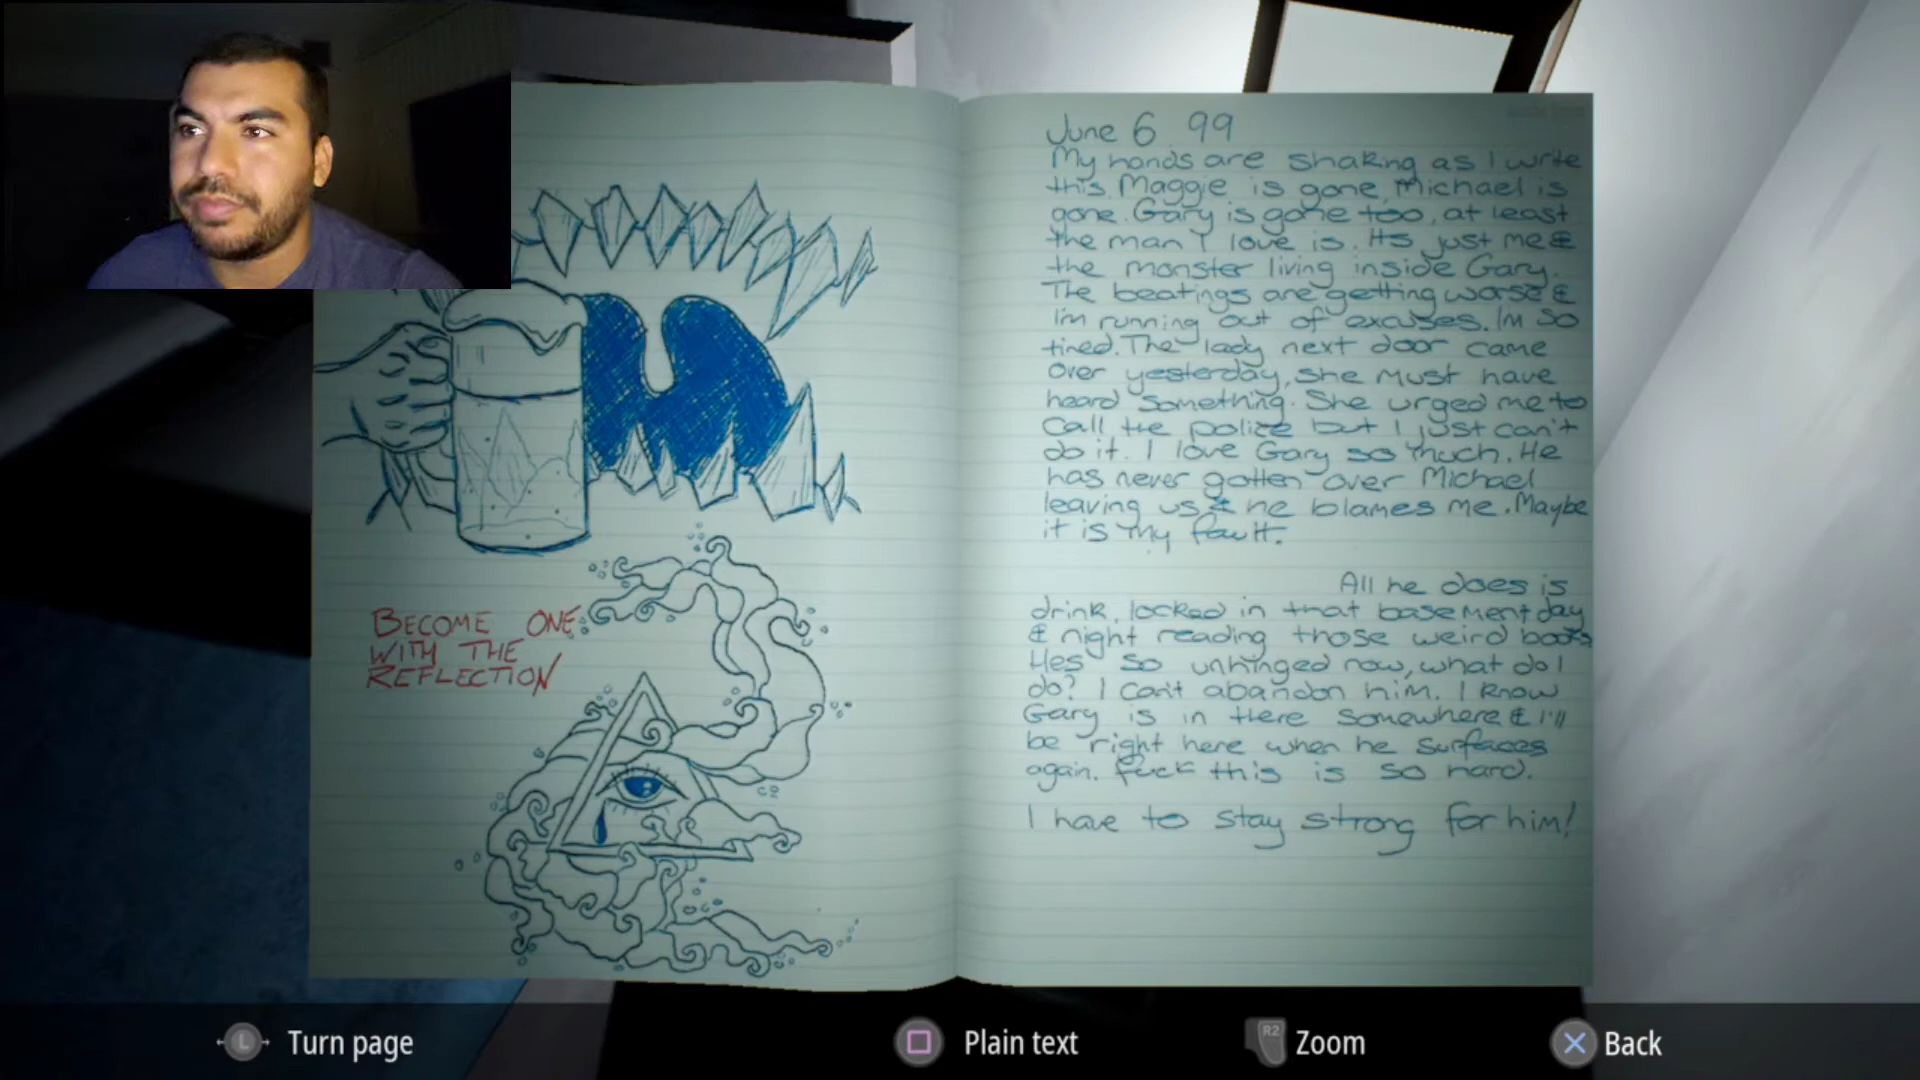 June 6 99
My hands are shaking as I write
this. Maggie is gone, Michael is
gone. Gary is gone too, at least
the man I love is. Its just me &
the monster living inside Gary.
The beatings are getting worse &
I'm running out of excuses. Im so
tired. The lady next door came
over yesterday, she must have
heard something. She urged me to
call the police but I just can't
do it. I love Gary so much. He
has never gotten over Michael
leaving us & he blames me. Maybe
it is my fault.
All he does is
drink, locked in that basement day
& night reading those weird books
Hes so unhinged now, what do I
do? I can't abandon him. I know
Gary is in there somewhere & I'll
be right here when he surfaces
again. fuck this is so hard.
I have to stay strong for him!
BECOME ONE
WITH THE
REFLECTION
L
Turn page
Plain text
R2
Zoom
Back